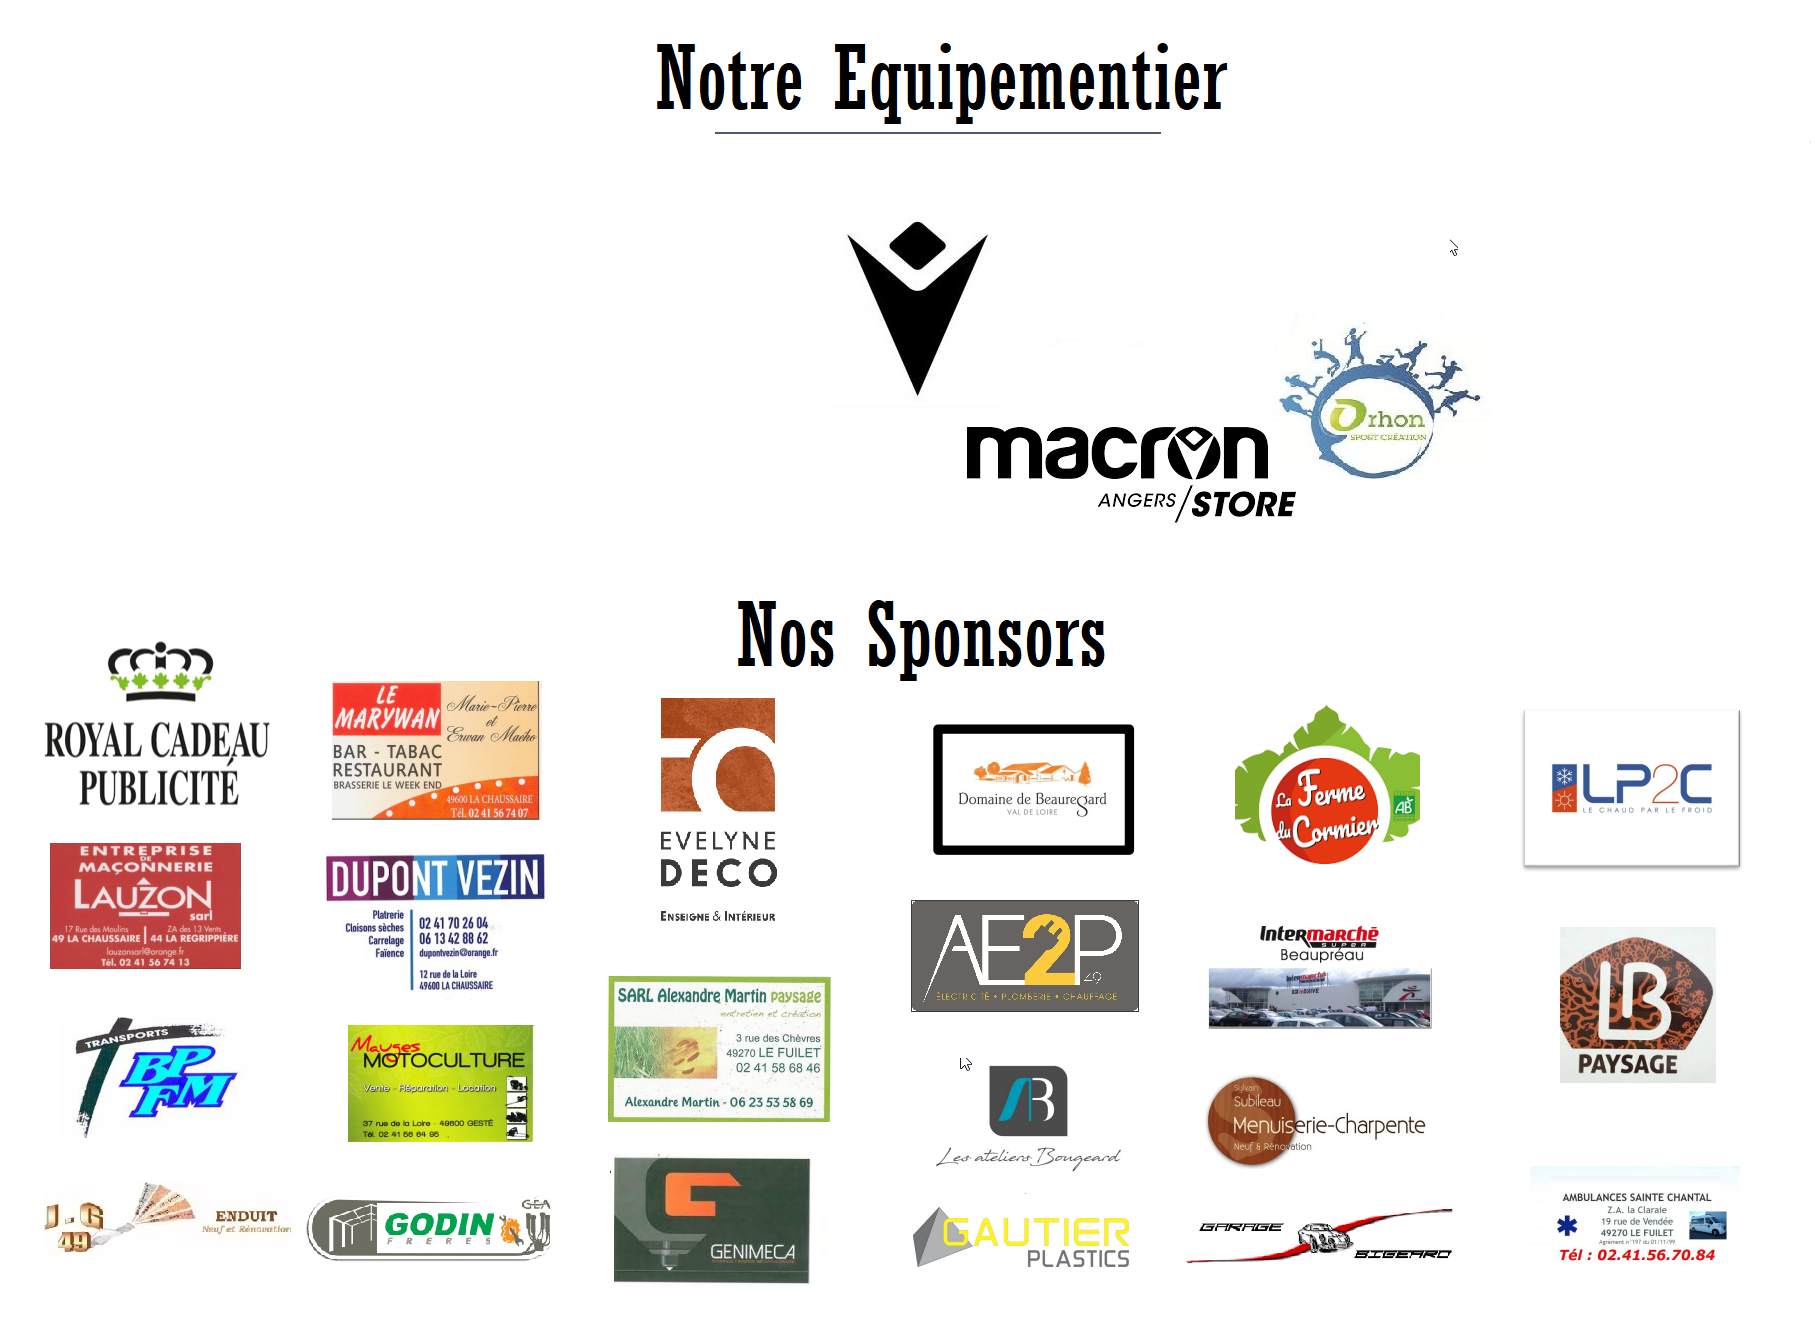 Notre Equipementier
Orhon
SPORT CRÉATION
macron
ANGERS/STORE
Nos Sponsors
ROYAL CADEAU
PUBLICITÉ
LE
MARYWAN
Marie-Pierre
et
Erwan Maého
BAR - TABAC
RESTAURANT
BRASSERIE LE WEEK END
49600 LA CHAUSSAIRE
Tél. 02 41 56 74 07
EVELYNE
DECO
ENSEIGNE & INTÉRIEUR
Domaine de Beauregard
VAL DE LOIRE
La Ferme
du Cormier
AB
LP2C
LE CHAUD PAR LE FROID
ENTREPRISE
DE
MAÇONNERIE
LAUZON
sarl
17 Rue des Moulins | ZA des 13 Vents
49 LA CHAUSSAIRE | 44 LA REGRIPPIÈRE
lauzonsarl@orange.fr
Tél. 02 41 56 74 13
DUPONT VEZIN
Platrerie
Cloisons sèches
Carrelage
Faïence
02 41 70 26 04
06 13 42 88 62
dupontvezin@orange.fr
12 rue de la Loire
49600 LA CHAUSSAIRE
AE2P
49
ÉLECTRICITÉ + PLOMBERIE + CHAUFFAGE
Intermarché
SUPER
Beaupréau
Intermarché
LB
PAYSAGE
SARL Alexandre Martin paysage
entretien et création
3 rue des Chèvres
49270 LE FUILET
02 41 58 68 46
Alexandre Martin - 06 23 53 58 69
TRANSPORTS
BP
FM
Mauges
MOTOCULTURE
Vente - Réparation - Location
37 rue de la Loire - 49600 GESTÉ
Tél. 02 41 56 64 95
AB
Les ateliers Bougeard
Sylvain
Subileau
Menuiserie-Charpente
Neuf & Rénovation
J-G
49
ENDUIT
Neuf et Rénovation
GODIN
FRERES
GEA
GENIMECA
GAUTIER
PLASTICS
GARAGE
BIGEARD
AMBULANCES SAINTE CHANTAL
Z.A. la Claraie
19 rue de Vendée
49270 LE FUILET
Agrément n°197 du 01/11/99
Tél : 02.41.56.70.84